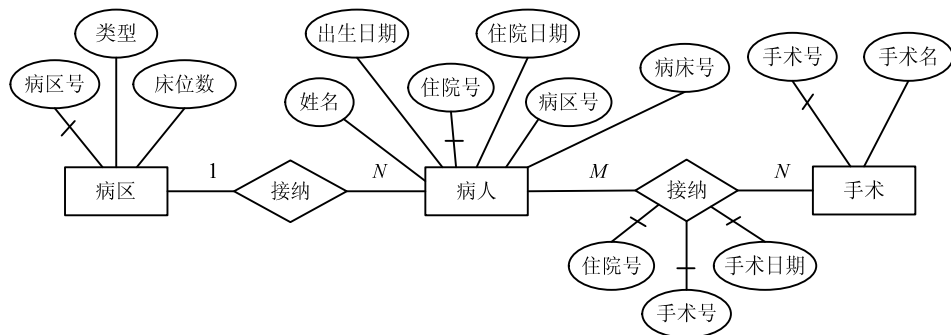 类型
出生日期
住院日期
病区号
床位数
姓名
住院号
病区号
病床号
手术号
手术名
病区
1
接纳
N
病人
M
接纳
N
手术
住院号
手术号
手术日期